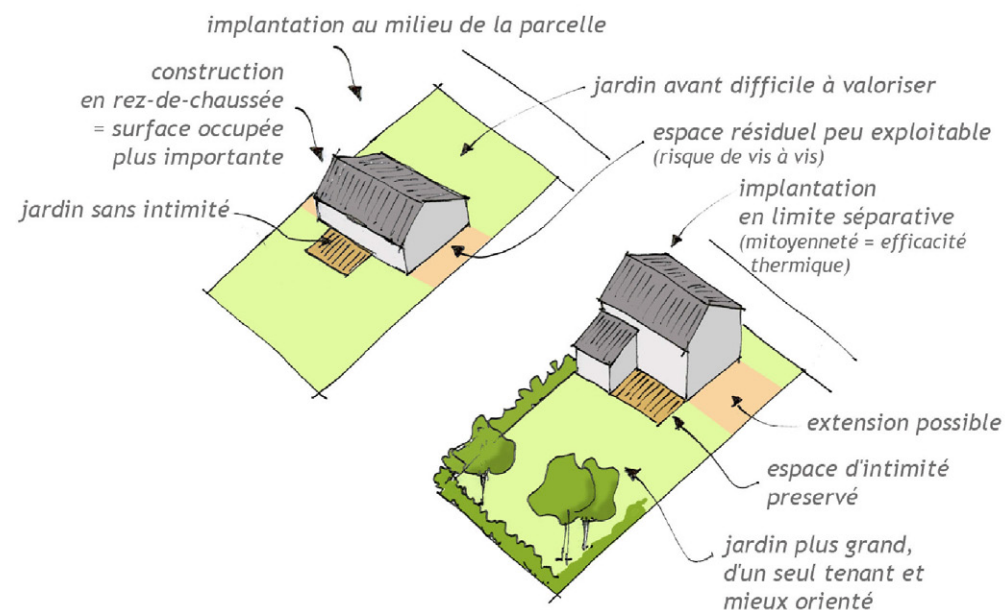 implantation au milieu de la parcelle
construction
en rez-de-chaussée
= surface occupée
plus importante
jardin sans intimité
jardin avant difficile à valoriser
espace résiduel peu exploitable
(risque de vis à vis)
implantation
en limite séparative
(mitoyenneté = efficacité
thermique)
extension possible
espace d'intimité
preservé
jardin plus grand,
d'un seul tenant et
mieux orienté